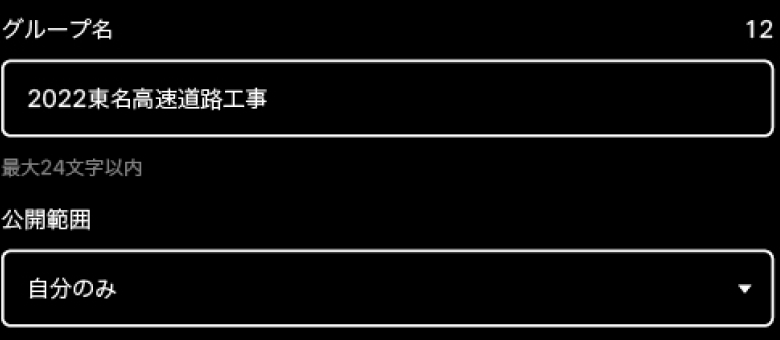 グループ名 12
2022東名高速道路工事
最大24文字以内
公開範囲
自分のみ